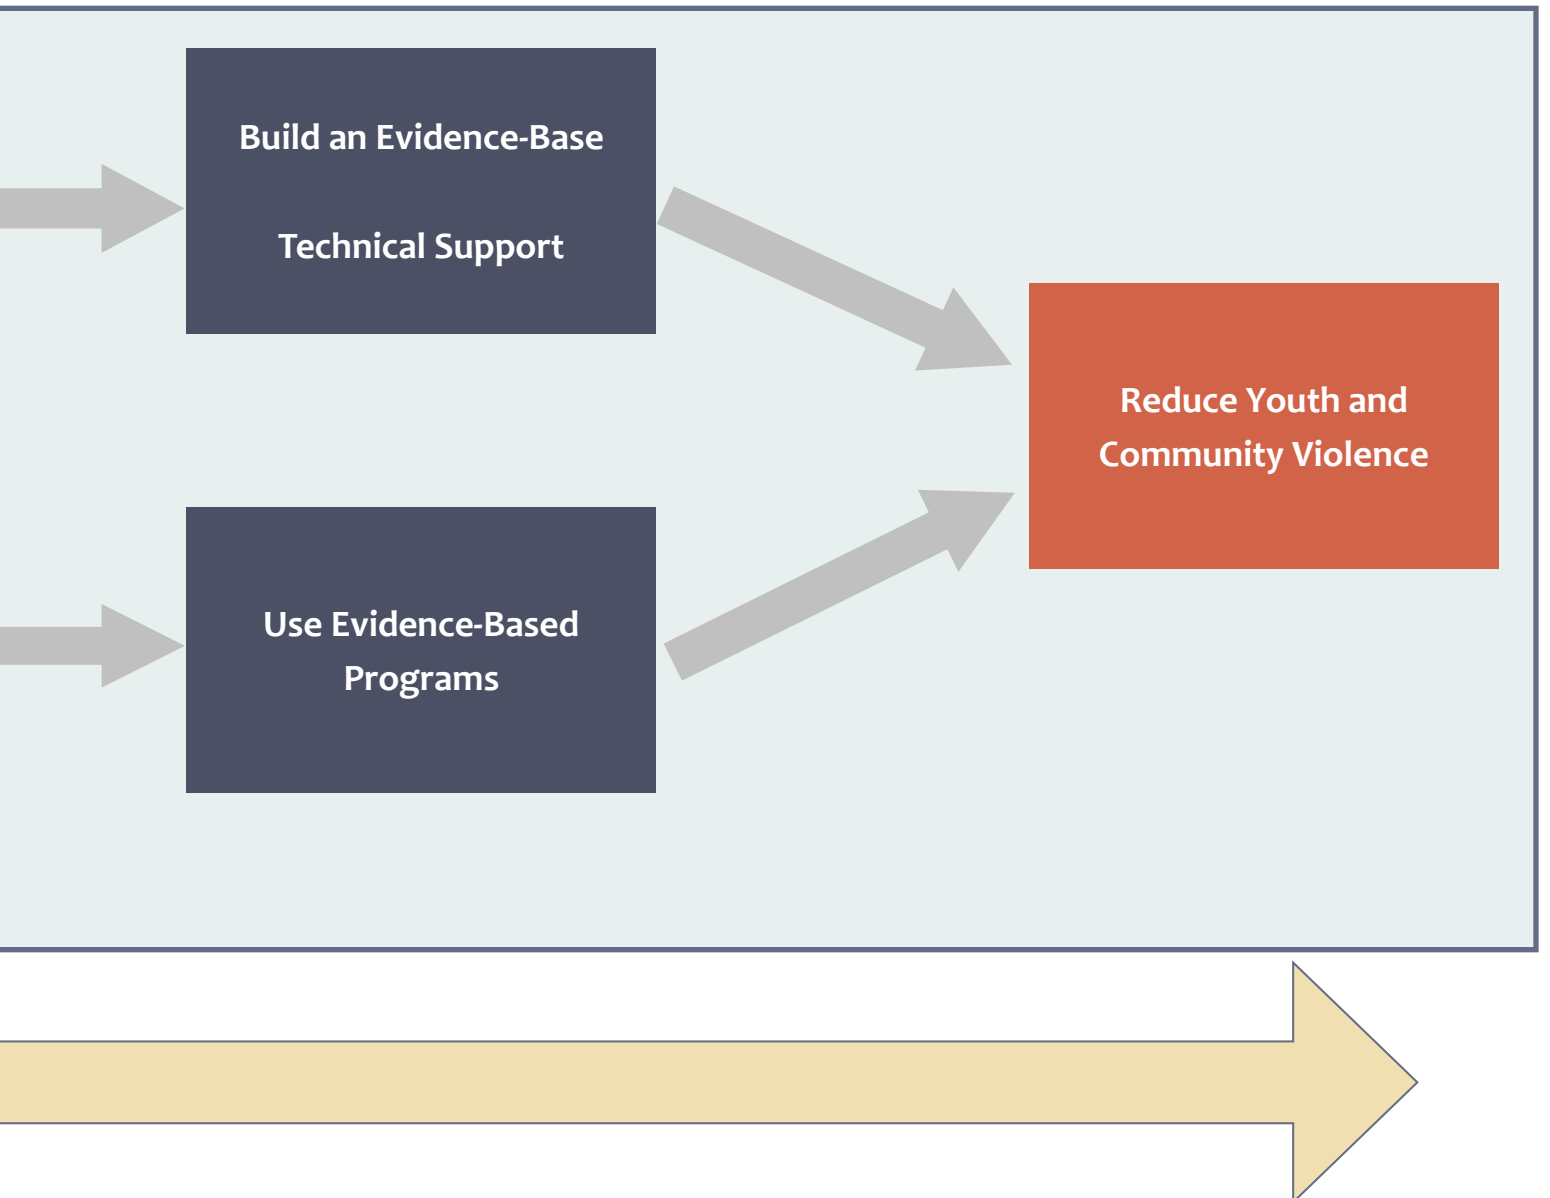 Build an Evidence-Base
Technical Support
Reduce Youth and
Community Violence
Use Evidence-Based
Programs